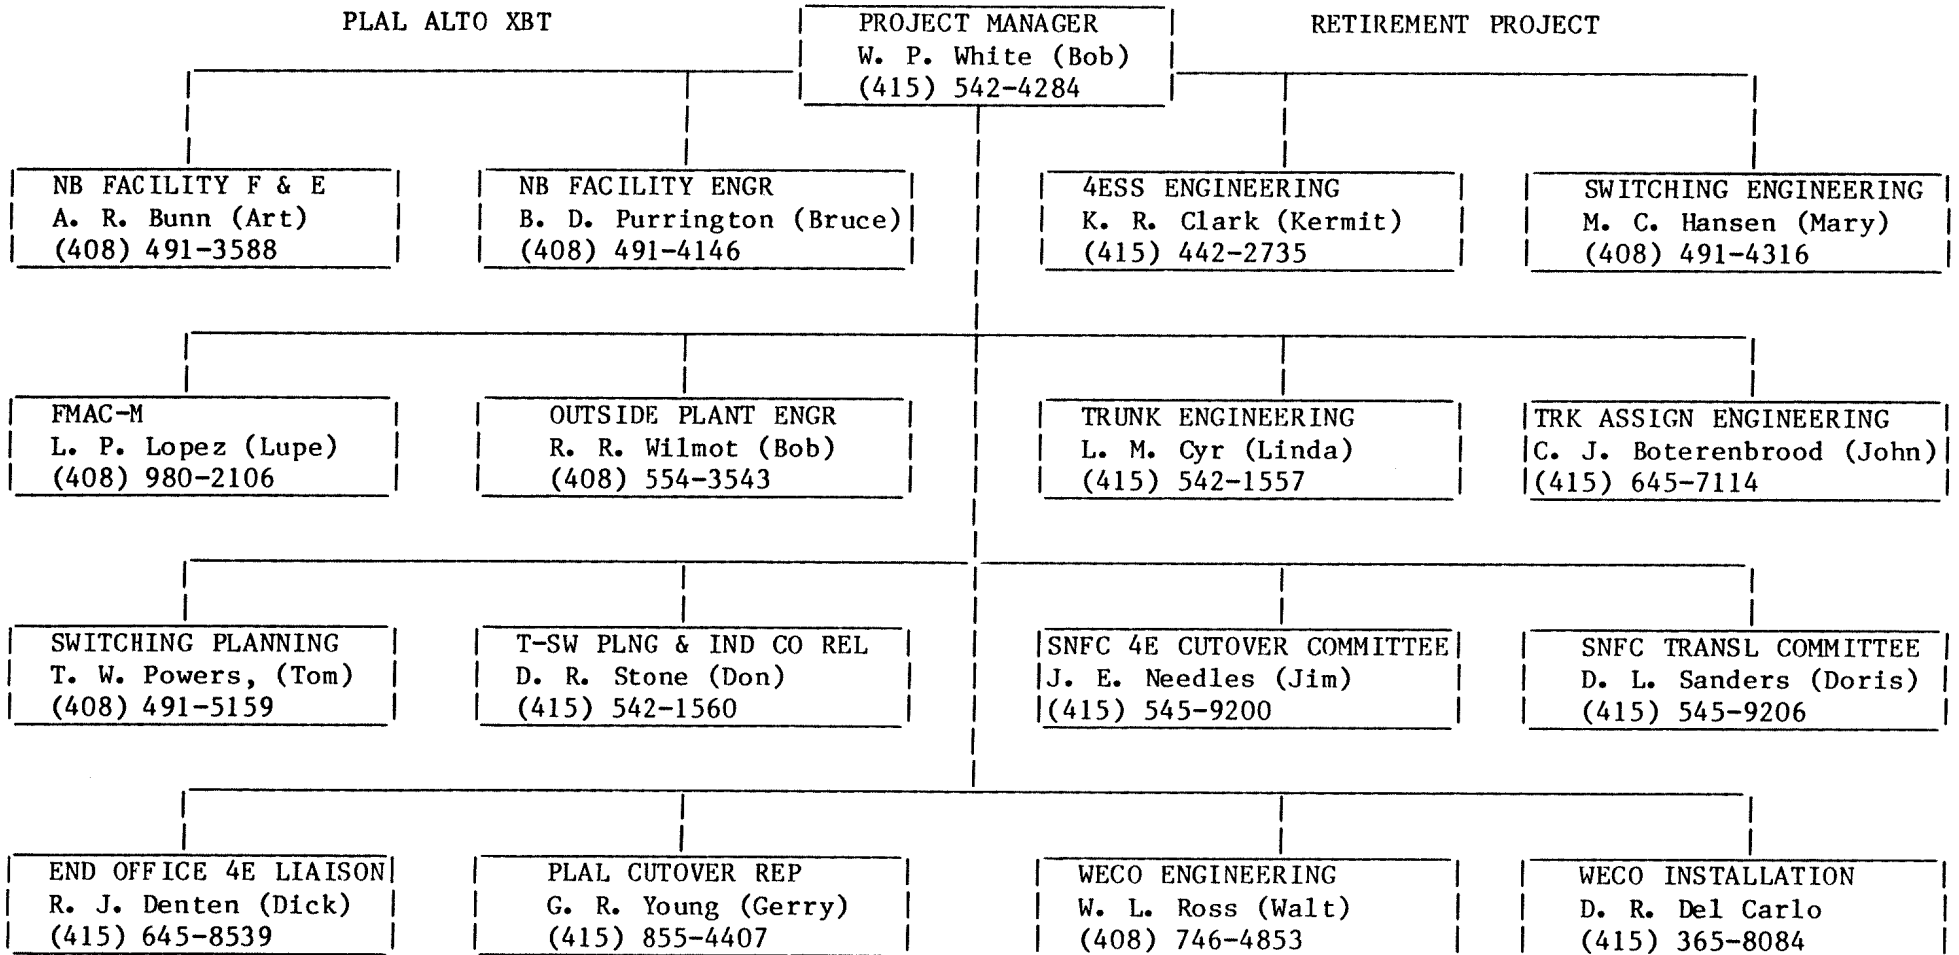 PLAL ALTO XBT
PROJECT MANAGER
W. P. White (Bob)
(415) 542-4284
RETIREMENT PROJECT
NB FACILITY F & E
A. R. Bunn (Art)
(408) 491-3588
NB FACILITY ENGR
B. D. Purrington (Bruce)
(408) 491-4146
4ESS ENGINEERING
K. R. Clark (Kermit)
(415) 442-2735
SWITCHING ENGINEERING
M. C. Hansen (Mary)
(408) 491-4316
FMAC-M
L. P. Lopez (Lupe)
(408) 980-2106
OUTSIDE PLANT ENGR
R. R. Wilmot (Bob)
(408) 554-3543
TRUNK ENGINEERING
L. M. Cyr (Linda)
(415) 542-1557
TRK ASSIGN ENGINEERING
C. J. Boterenbrood (John)
(415) 645-7114
SWITCHING PLANNING
T. W. Powers, (Tom)
(408) 491-5159
T-SW PLNG & IND CO REL
D. R. Stone (Don)
(415) 542-1560
SNFC 4E CUTOVER COMMITTEE
J. E. Needles (Jim)
(415) 545-9200
SNFC TRANSL COMMITTEE
D. L. Sanders (Doris)
(415) 545-9206
END OFFICE 4E LIAISON
R. J. Denten (Dick)
(415) 645-8539
PLAL CUTOVER REP
G. R. Young (Gerry)
(415) 855-4407
WECO ENGINEERING
W. L. Ross (Walt)
(408) 746-4853
WECO INSTALLATION
D. R. Del Carlo
(415) 365-8084